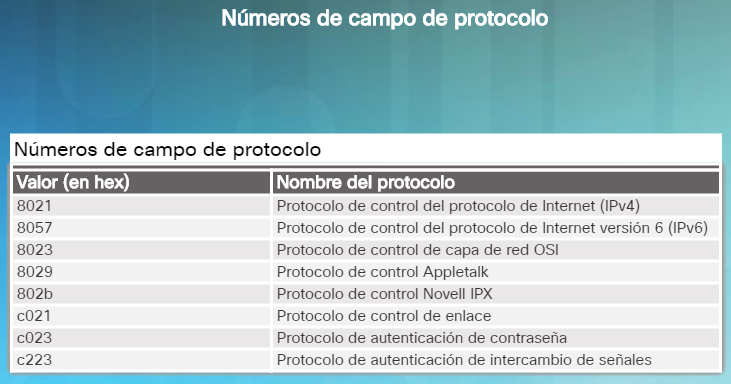 Números de campo de protocolo
Números de campo de protocolo
Valor (en hex) Nombre del protocolo
8021 Protocolo de control del protocolo de Internet (IPv4)
8057 Protocolo de control del protocolo de Internet versión 6 (IPv6)
8023 Protocolo de control de capa de red OSI
8029 Protocolo de control Appletalk
802b Protocolo de control Novell IPX
c021 Protocolo de control de enlace
c023 Protocolo de autenticación de contraseña
c223 Protocolo de autenticación de intercambio de señales